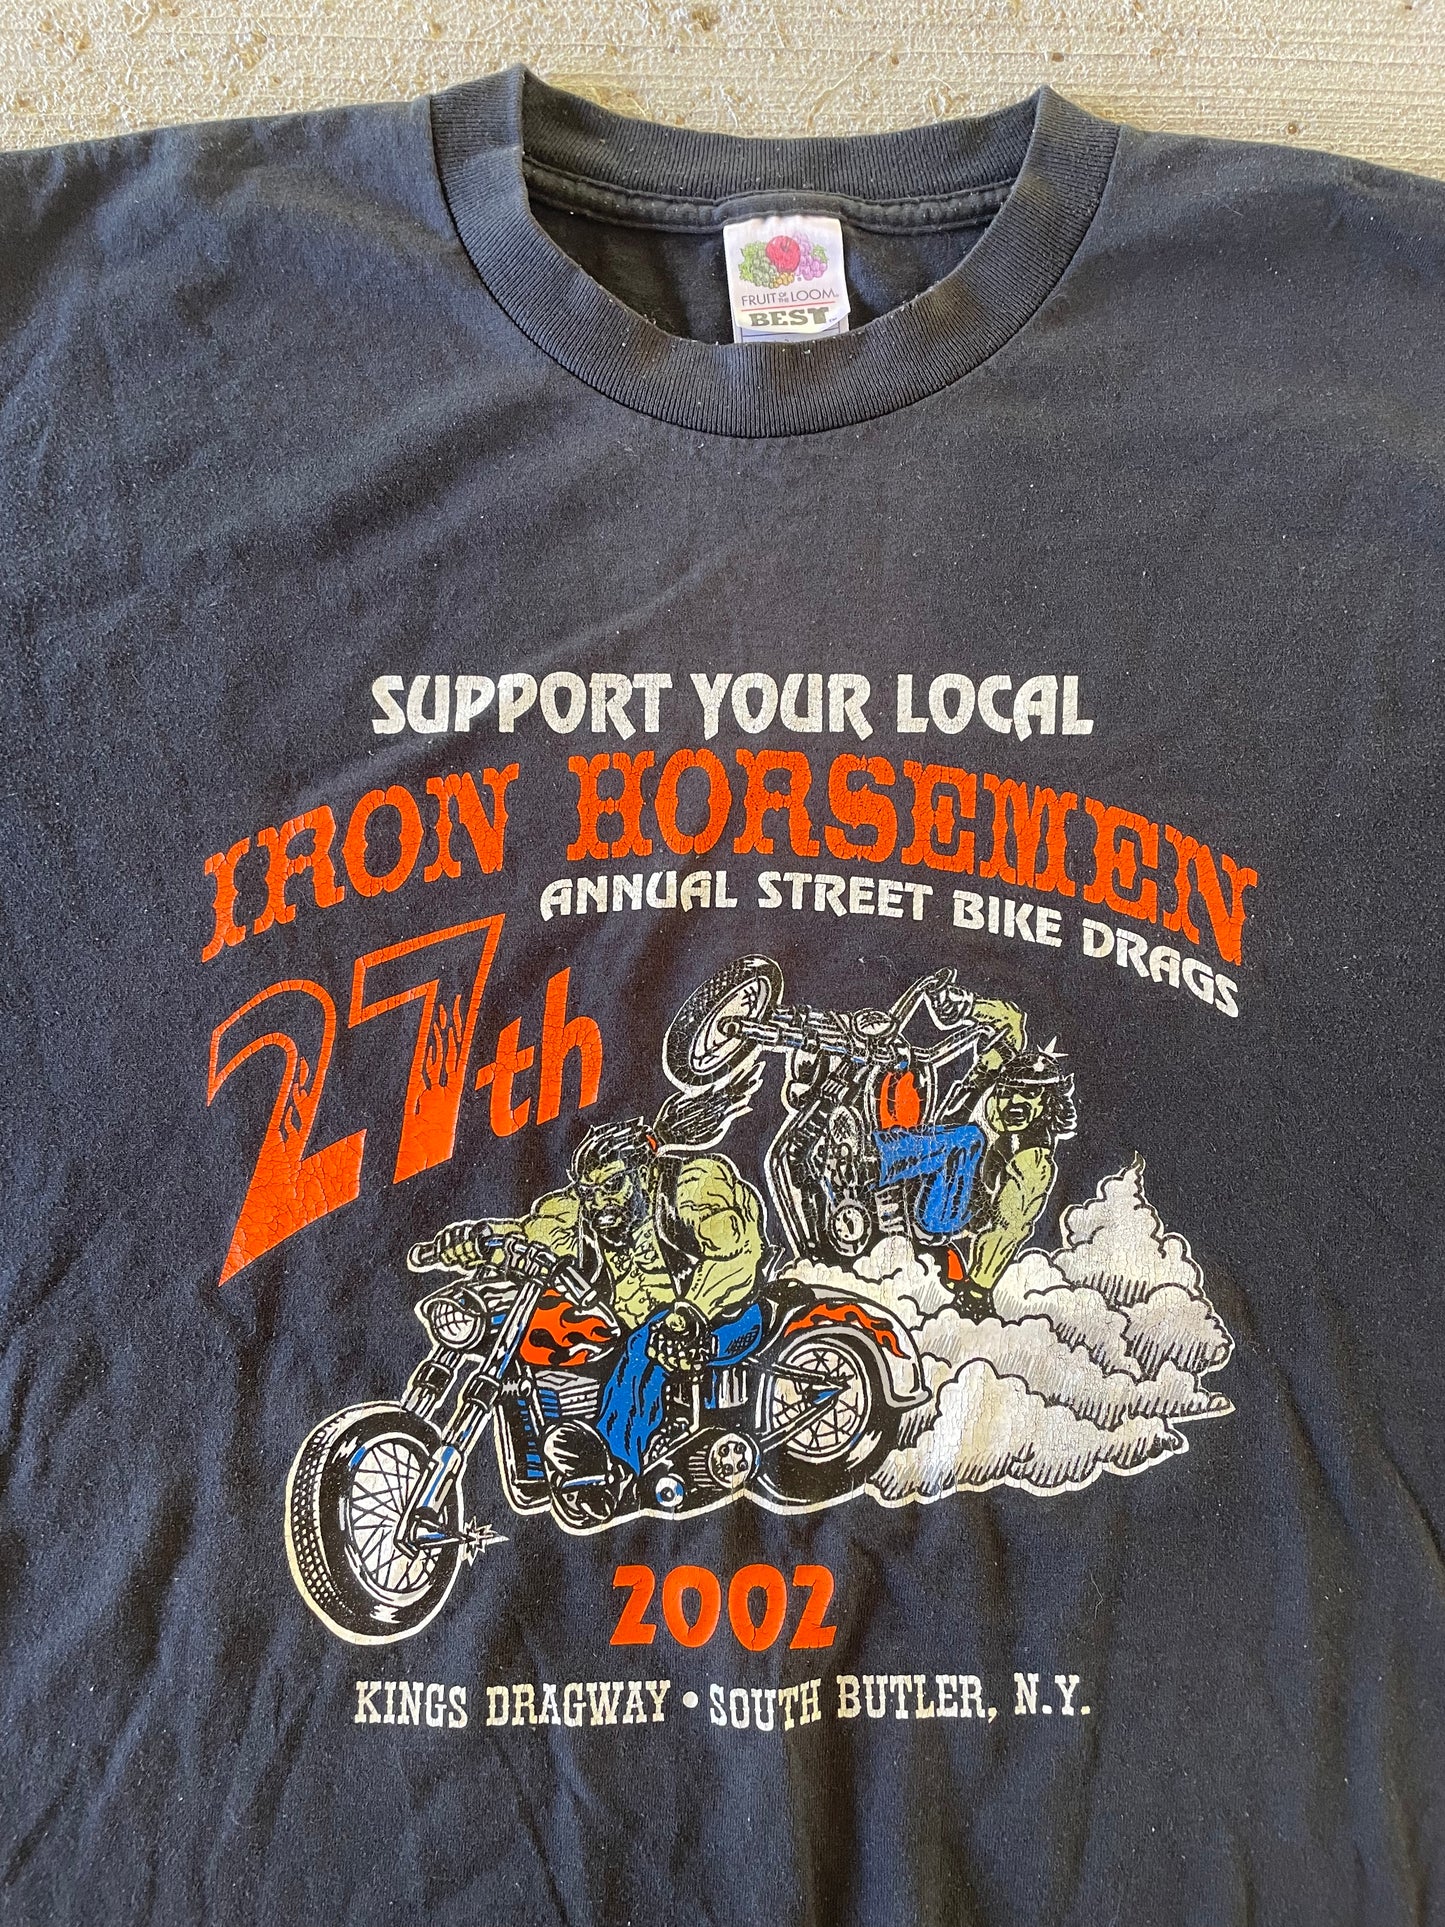 FRUIT OF THE LOOM
BEST
SUPPORT YOUR LOCAL
IRON HORSEMEN
27th ANNUAL STREET BIKE DRAGS
2002
KINGS DRAGWAY • SOUTH BUTLER, N.Y.